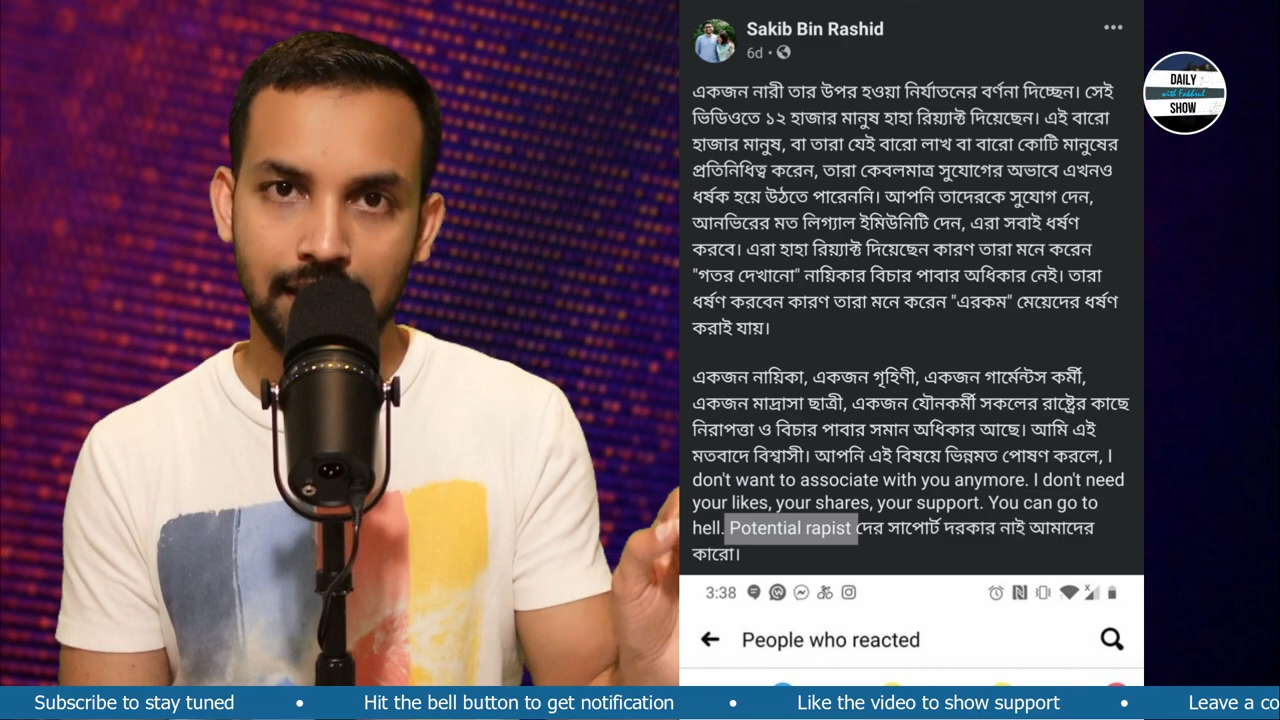 Sakib Bin Rashid
6d
একজন নারী তার উপর হওয়া নির্যাতনের বর্ণনা দিচ্ছেন। সেই
ভিডিওতে ১২ হাজার মানুষ হাহা রিয়্যাক্ট দিয়েছেন। এই বারো
হাজার মানুষ, বা তারা যেই বারো লাখ বা বারো কোটি মানুষের
প্রতিনিধিত্ব করেন, তারা কেবলমাত্র সুযোগের অভাবে এখনও
ধর্ষক হয়ে উঠতে পারেননি। আপনি তাদেরকে সুযোগ দেন,
আনভিরের মত লিগ্যাল ইমিউনিটি দেন, এরা সবাই ধর্ষণ
করবে। এরা হাহা রিয়্যাক্ট দিয়েছেন কারণ তারা মনে করেন
"গতর দেখানো" নায়িকার বিচার পাবার অধিকার নেই। তারা
ধর্ষণ করবেন কারণ তারা মনে করেন "এরকম" মেয়েদের ধর্ষণ
করাই যায়।
একজন নায়িকা, একজন গৃহিণী, একজন গার্মেন্টস কর্মী,
একজন মাদ্রাসা ছাত্রী, একজন যৌনকর্মী সকলের রাষ্ট্রের কাছে
নিরাপত্তা ও বিচার পাবার সমান অধিকার আছে। আমি এই
মতবাদে বিশ্বাসী। আপনি এই বিষয়ে ভিন্নমত পোষণ করলে, I
don't want to associate with you anymore. I don't need
your likes, your shares, your support. You can go to
hell. Potential rapist দের সাপোর্ট দরকার নাই আমাদের
কারো।
3:38
People who reacted
DAILY
with Fakhrul
SHOW
Subscribe to stay tuned • Hit the bell button to get notification • Like the video to show support • Leave a co